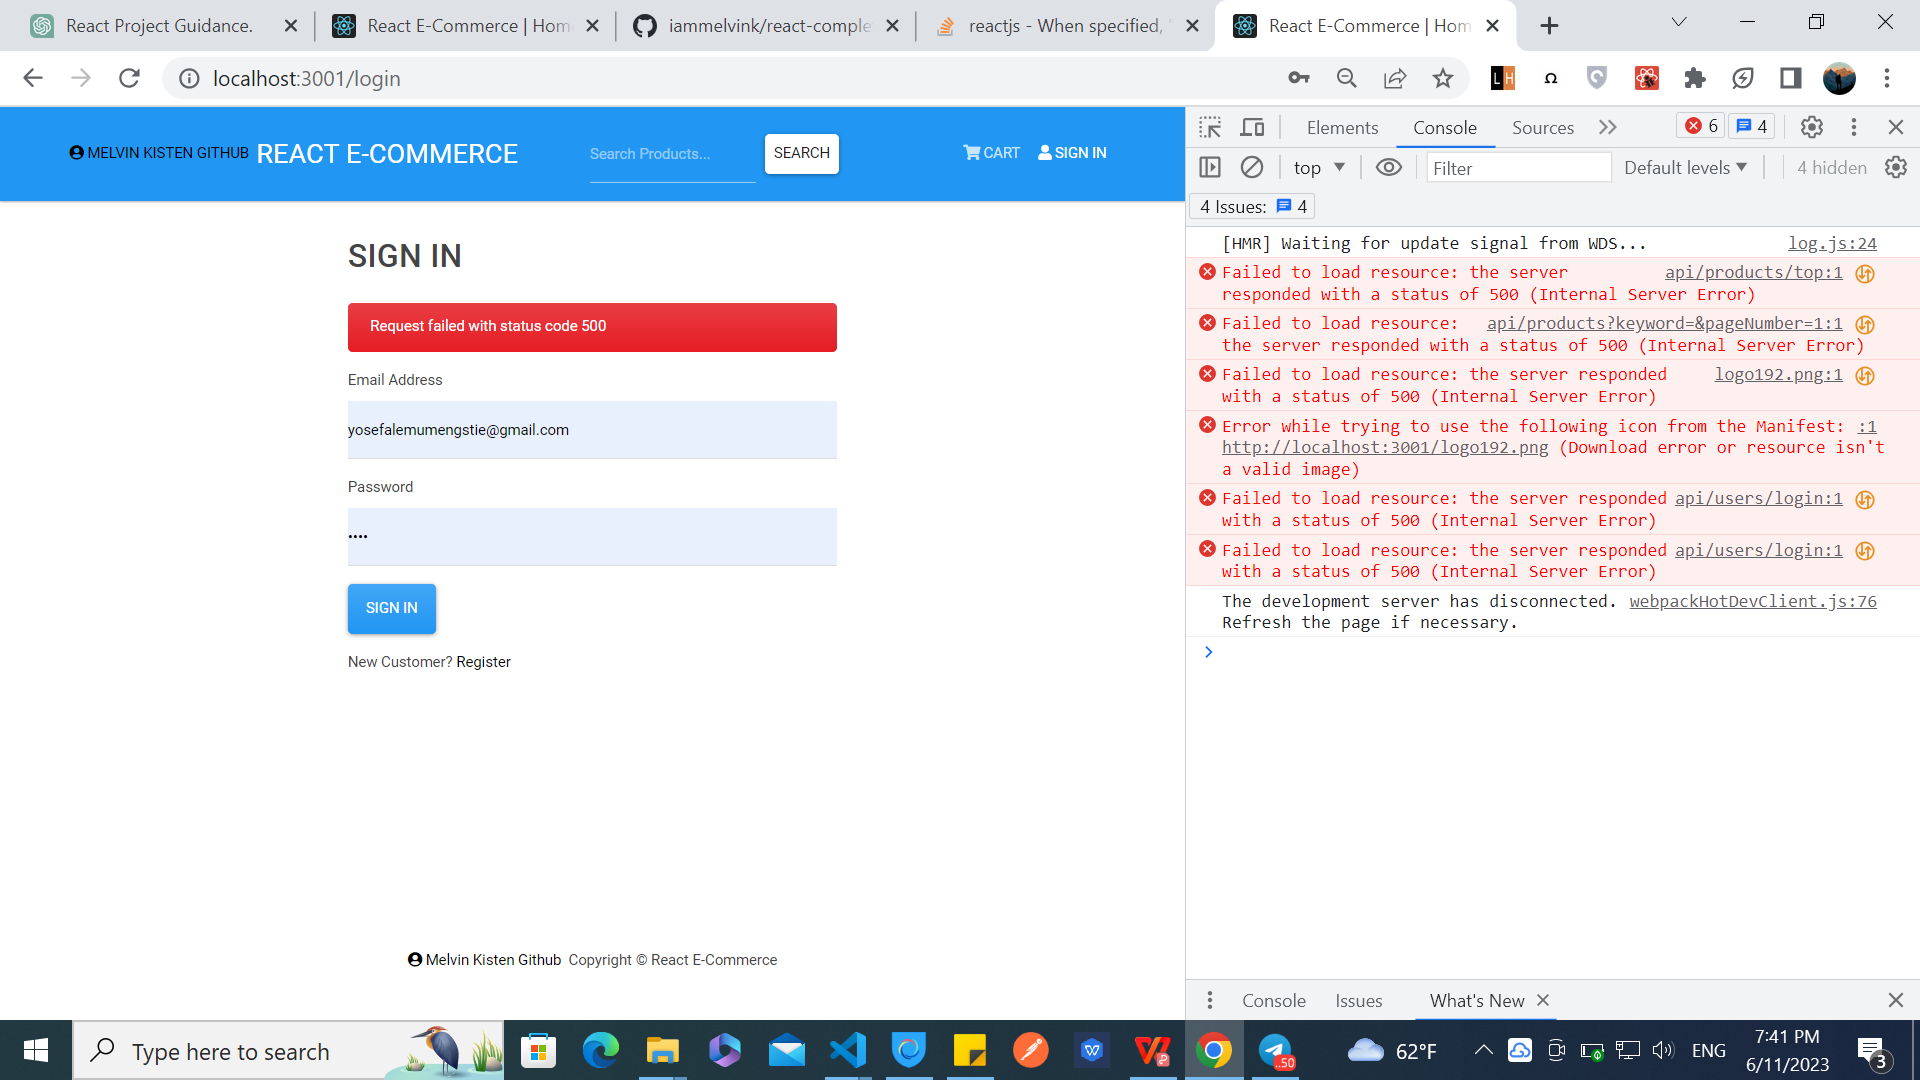 React Project Guidance.
React E-Commerce | Hom
iammelvink/react-comple
reactjs - When specified, "
React E-Commerce | Hom
localhost:3001/login
MELVIN KISTEN GITHUB REACT E-COMMERCE
Search Products...
SEARCH
CART
SIGN IN
SIGN IN
Request failed with status code 500
Email Address
yosefalemumengstie@gmail.com
Password
••••
SIGN IN
New Customer? Register
Melvin Kisten Github Copyright © React E-Commerce
Elements Console Sources 6 4
top Filter Default levels 4 hidden
4 Issues: 4
[HMR] Waiting for update signal from WDS... log.js:24
Failed to load resource: the server api/products/top:1
responded with a status of 500 (Internal Server Error)
Failed to load resource: api/products?keyword=&pageNumber=1:1
the server responded with a status of 500 (Internal Server Error)
Failed to load resource: the server responded logo192.png:1
with a status of 500 (Internal Server Error)
Error while trying to use the following icon from the Manifest: :1
http://localhost:3001/logo192.png (Download error or resource isn't
a valid image)
Failed to load resource: the server responded api/users/login:1
with a status of 500 (Internal Server Error)
Failed to load resource: the server responded api/users/login:1
with a status of 500 (Internal Server Error)
The development server has disconnected. webpackHotDevClient.js:76
Refresh the page if necessary.
Console Issues What's New
Type here to search
..50
62°F
ENG
7:41 PM
6/11/2023
3